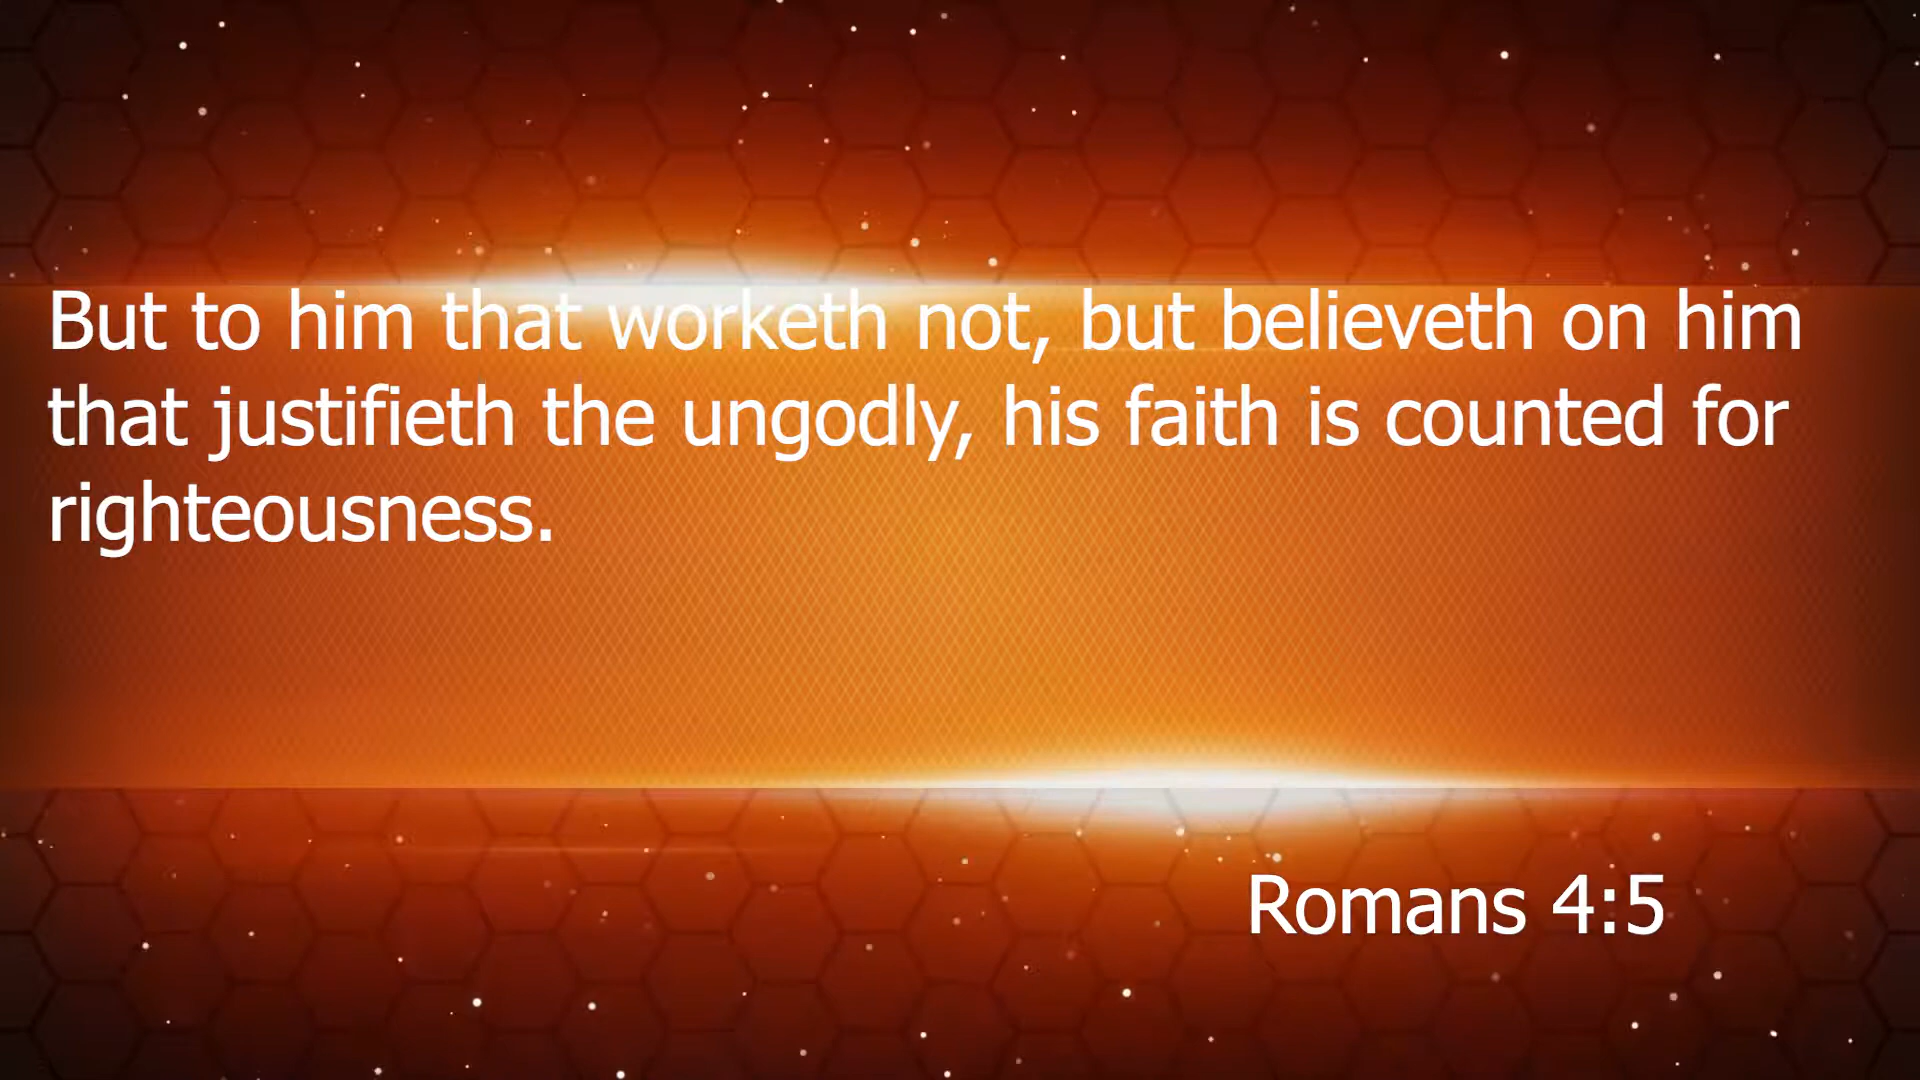 But to him that worketh not, but believeth on him
that justifieth the ungodly, his faith is counted for
righteousness.
Romans 4:5